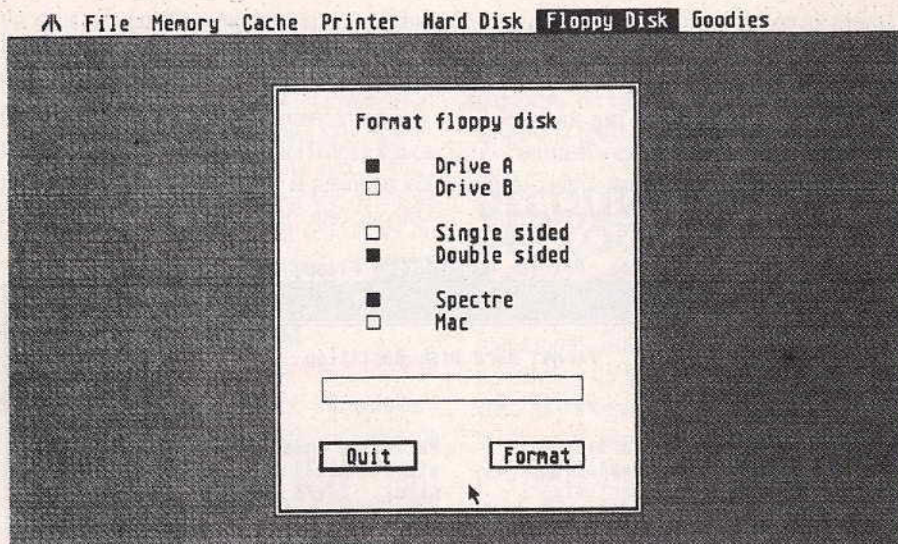 File Memory Cache Printer Hard Disk Floppy Disk Goodies
Format floppy disk
Drive A
Drive B
Single sided
Double sided
Spectre
Mac
Quit
Format